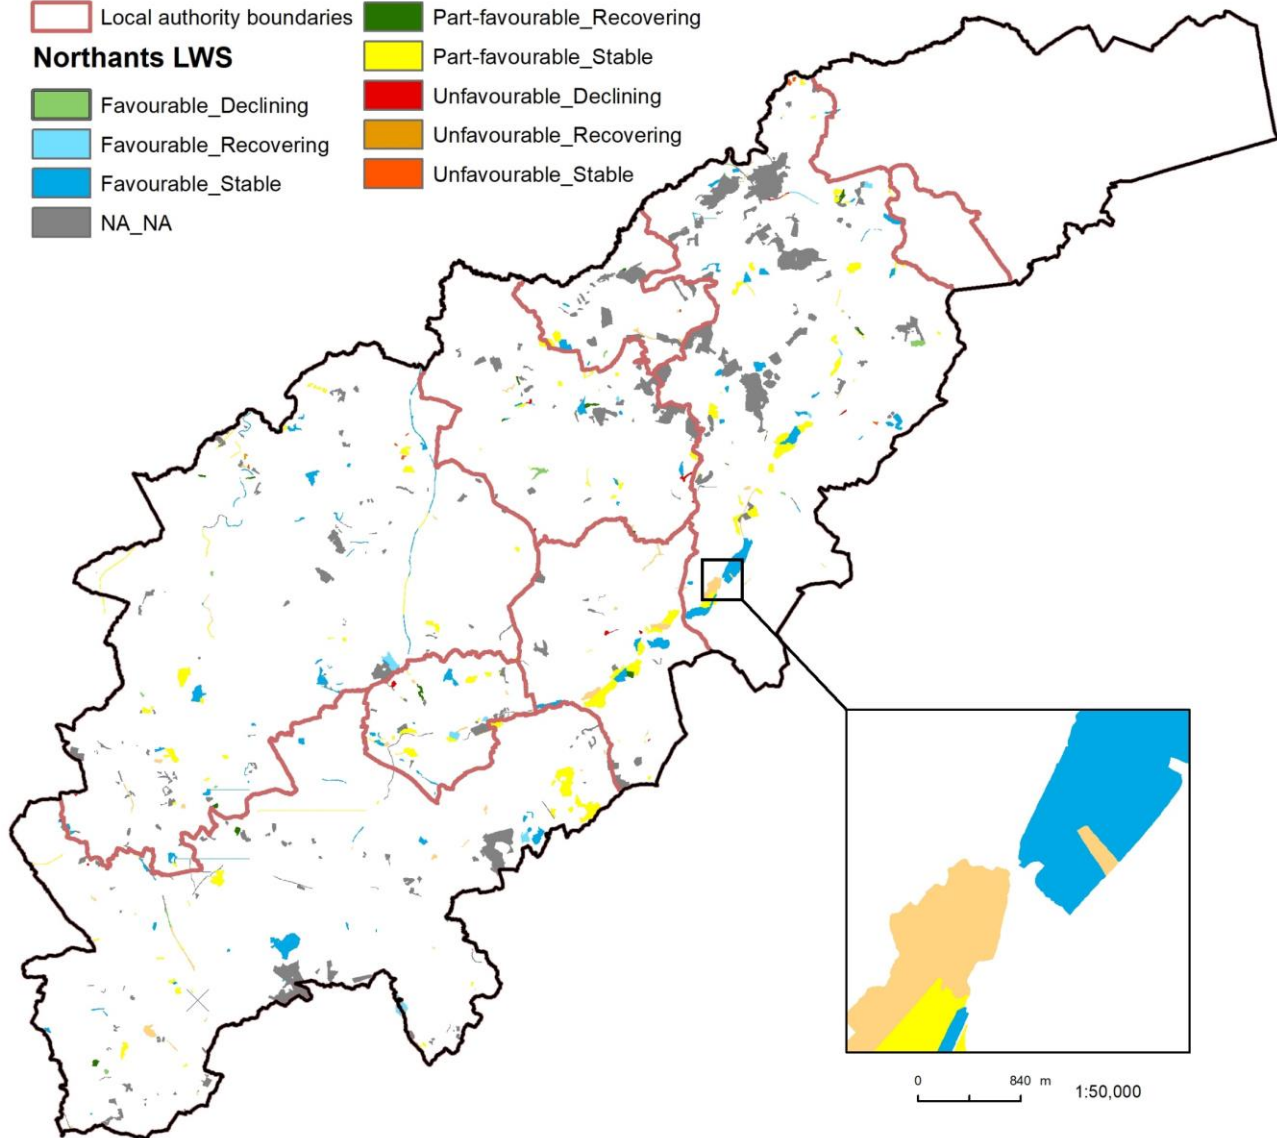 Local authority boundaries
Northants LWS
Favourable_Declining
Favourable_Recovering
Favourable_Stable
NA_NA
Part-favourable_Recovering
Part-favourable_Stable
Unfavourable_Declining
Unfavourable_Recovering
Unfavourable_Stable
0 840 m 1:50,000